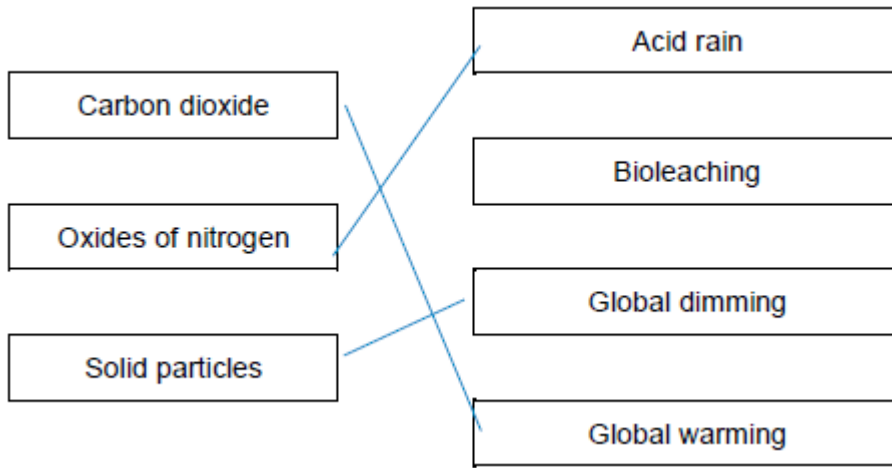 Carbon dioxide
Oxides of nitrogen
Solid particles
Acid rain
Bioleaching
Global dimming
Global warming